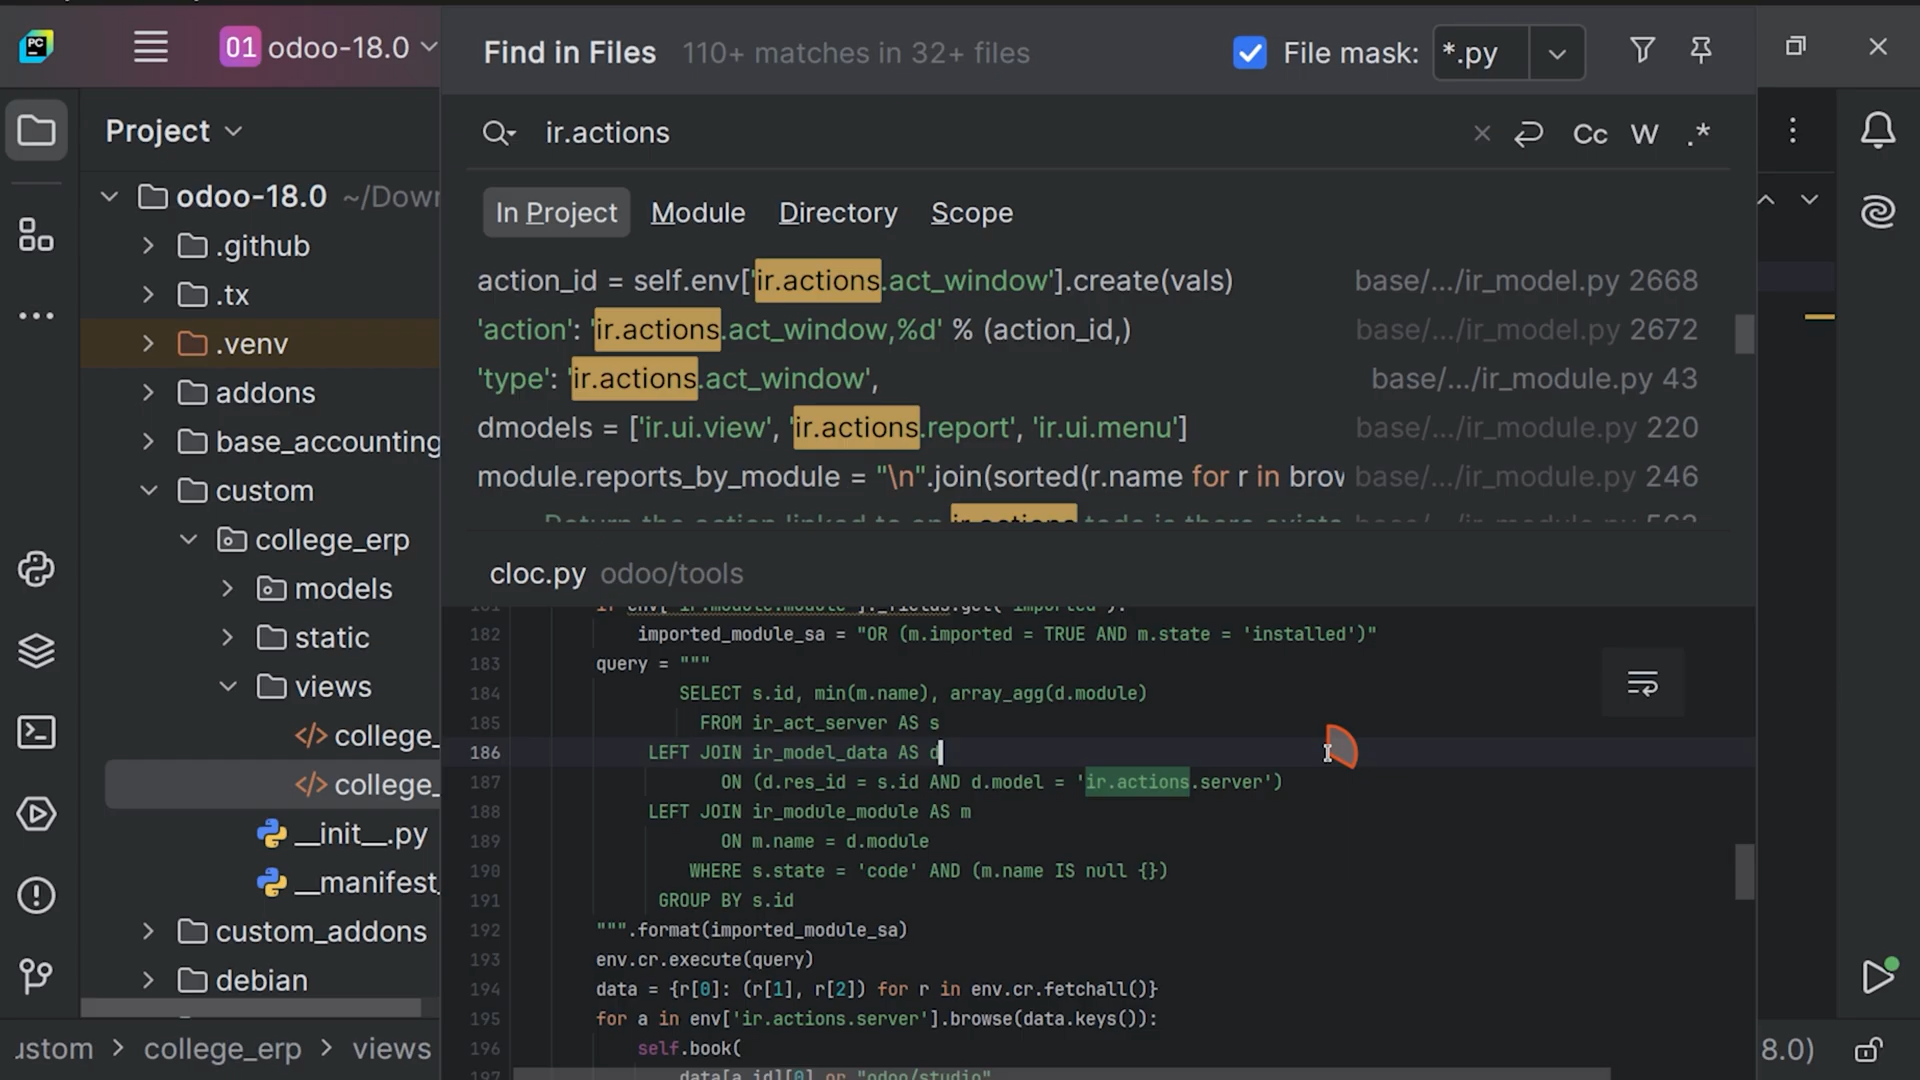 PC
01 odoo-18.0
Find in Files 110+ matches in 32+ files
File mask: *.py
Project
ir.actions
Cc W .*
odoo-18.0 ~/Dow
In Project Module Directory Scope
.github
.tx
.venv
addons
base_accounting
custom
college_erp
models
static
views
college_
college_
__init__.py
__manifest_
custom_addons
debian
action_id = self.env['ir.actions.act_window'].create(vals) base/.../ir_model.py 2668
'action': 'ir.actions.act_window,%d' % (action_id,) base/.../ir_model.py 2672
'type': 'ir.actions.act_window', base/.../ir_module.py 43
dmodels = ['ir.ui.view', 'ir.actions.report', 'ir.ui.menu'] base/.../ir_module.py 220
module.reports_by_module = "\n".join(sorted(r.name for r in brov base/.../ir_module.py 246
cloc.py odoo/tools
182 imported_module_sa = "OR (m.imported = TRUE AND m.state = 'installed')"
183 query = """
184 SELECT s.id, min(m.name), array_agg(d.module)
185 FROM ir_act_server AS s
186 LEFT JOIN ir_model_data AS d
187 ON (d.res_id = s.id AND d.model = 'ir.actions.server')
188 LEFT JOIN ir_module_module AS m
189 ON m.name = d.module
190 WHERE s.state = 'code' AND (m.name IS null {})
191 GROUP BY s.id
192 """.format(imported_module_sa)
193 env.cr.execute(query)
194 data = {r[0]: (r[1], r[2]) for r in env.cr.fetchall()}
195 for a in env['ir.actions.server'].browse(data.keys()):
196 self.book(
197 data[a.id][0] or "odoo/studio"
ustom > college_erp > views
8.0)